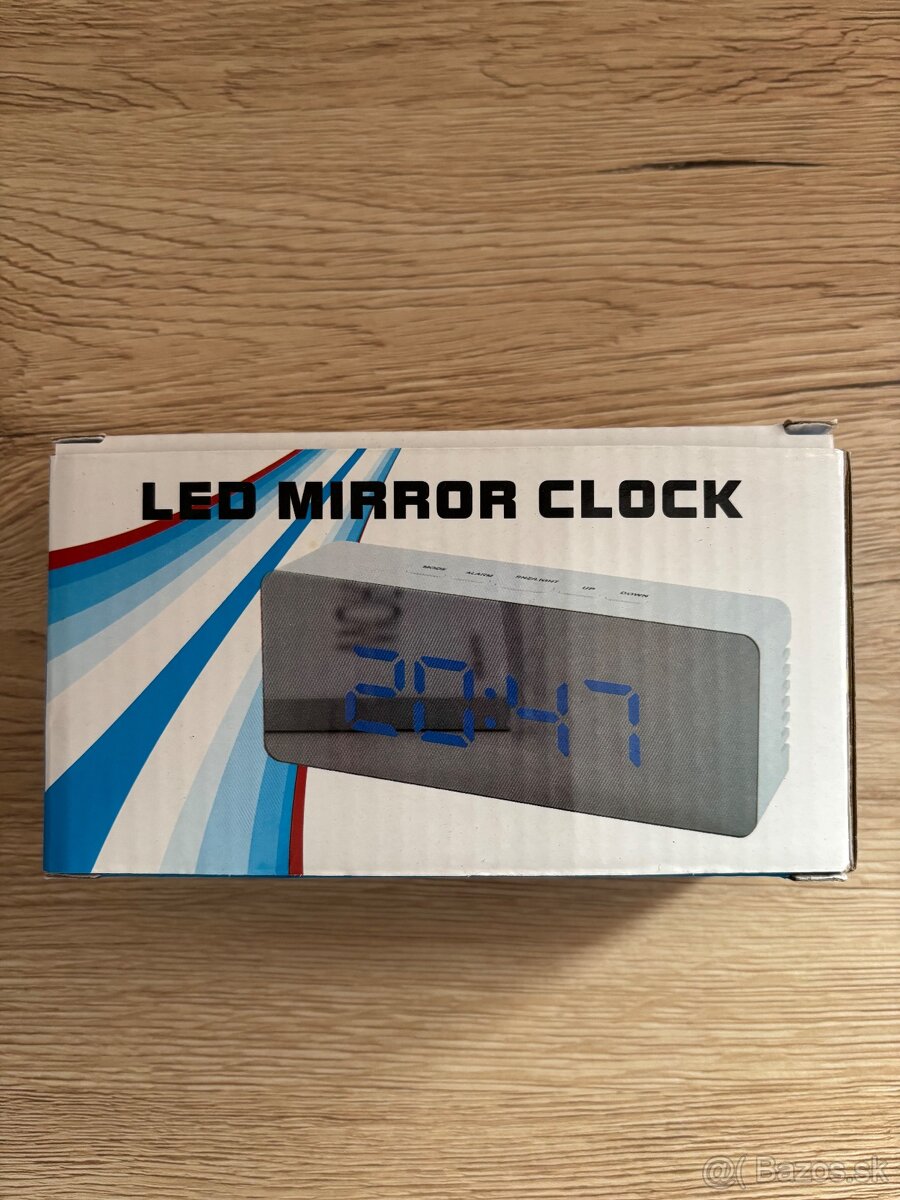 LED MIRROR CLOCK
MODE ALARM SNZ/LIGHT UP DOWN
20:47
@( Bazos.sk